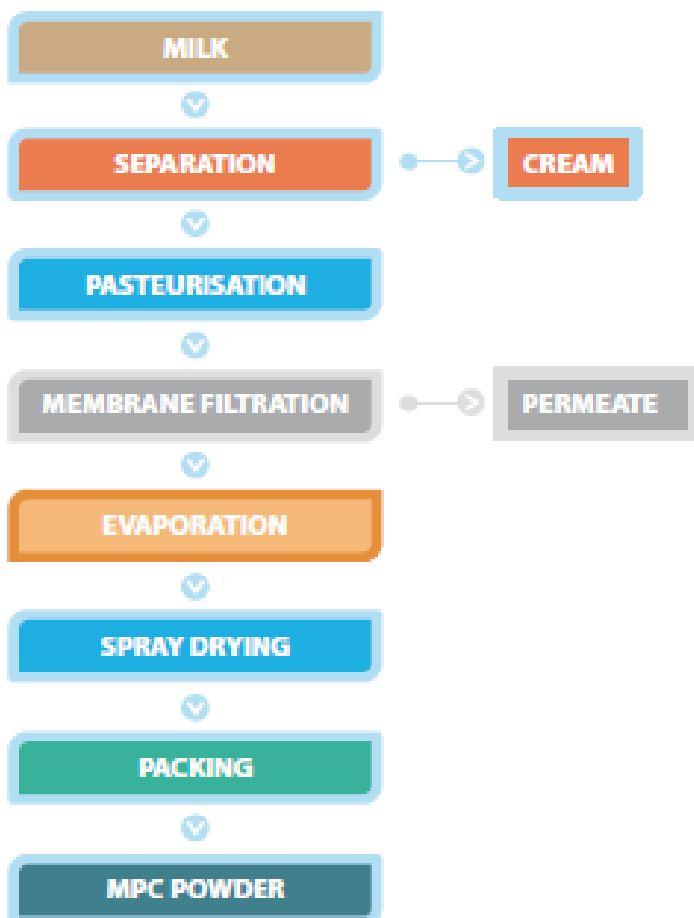 MILK
SEPARATION
CREAM
PASTEURISATION
MEMBRANE FILTRATION
PERMEATE
EVAPORATION
SPRAY DRYING
PACKING
MPC POWDER